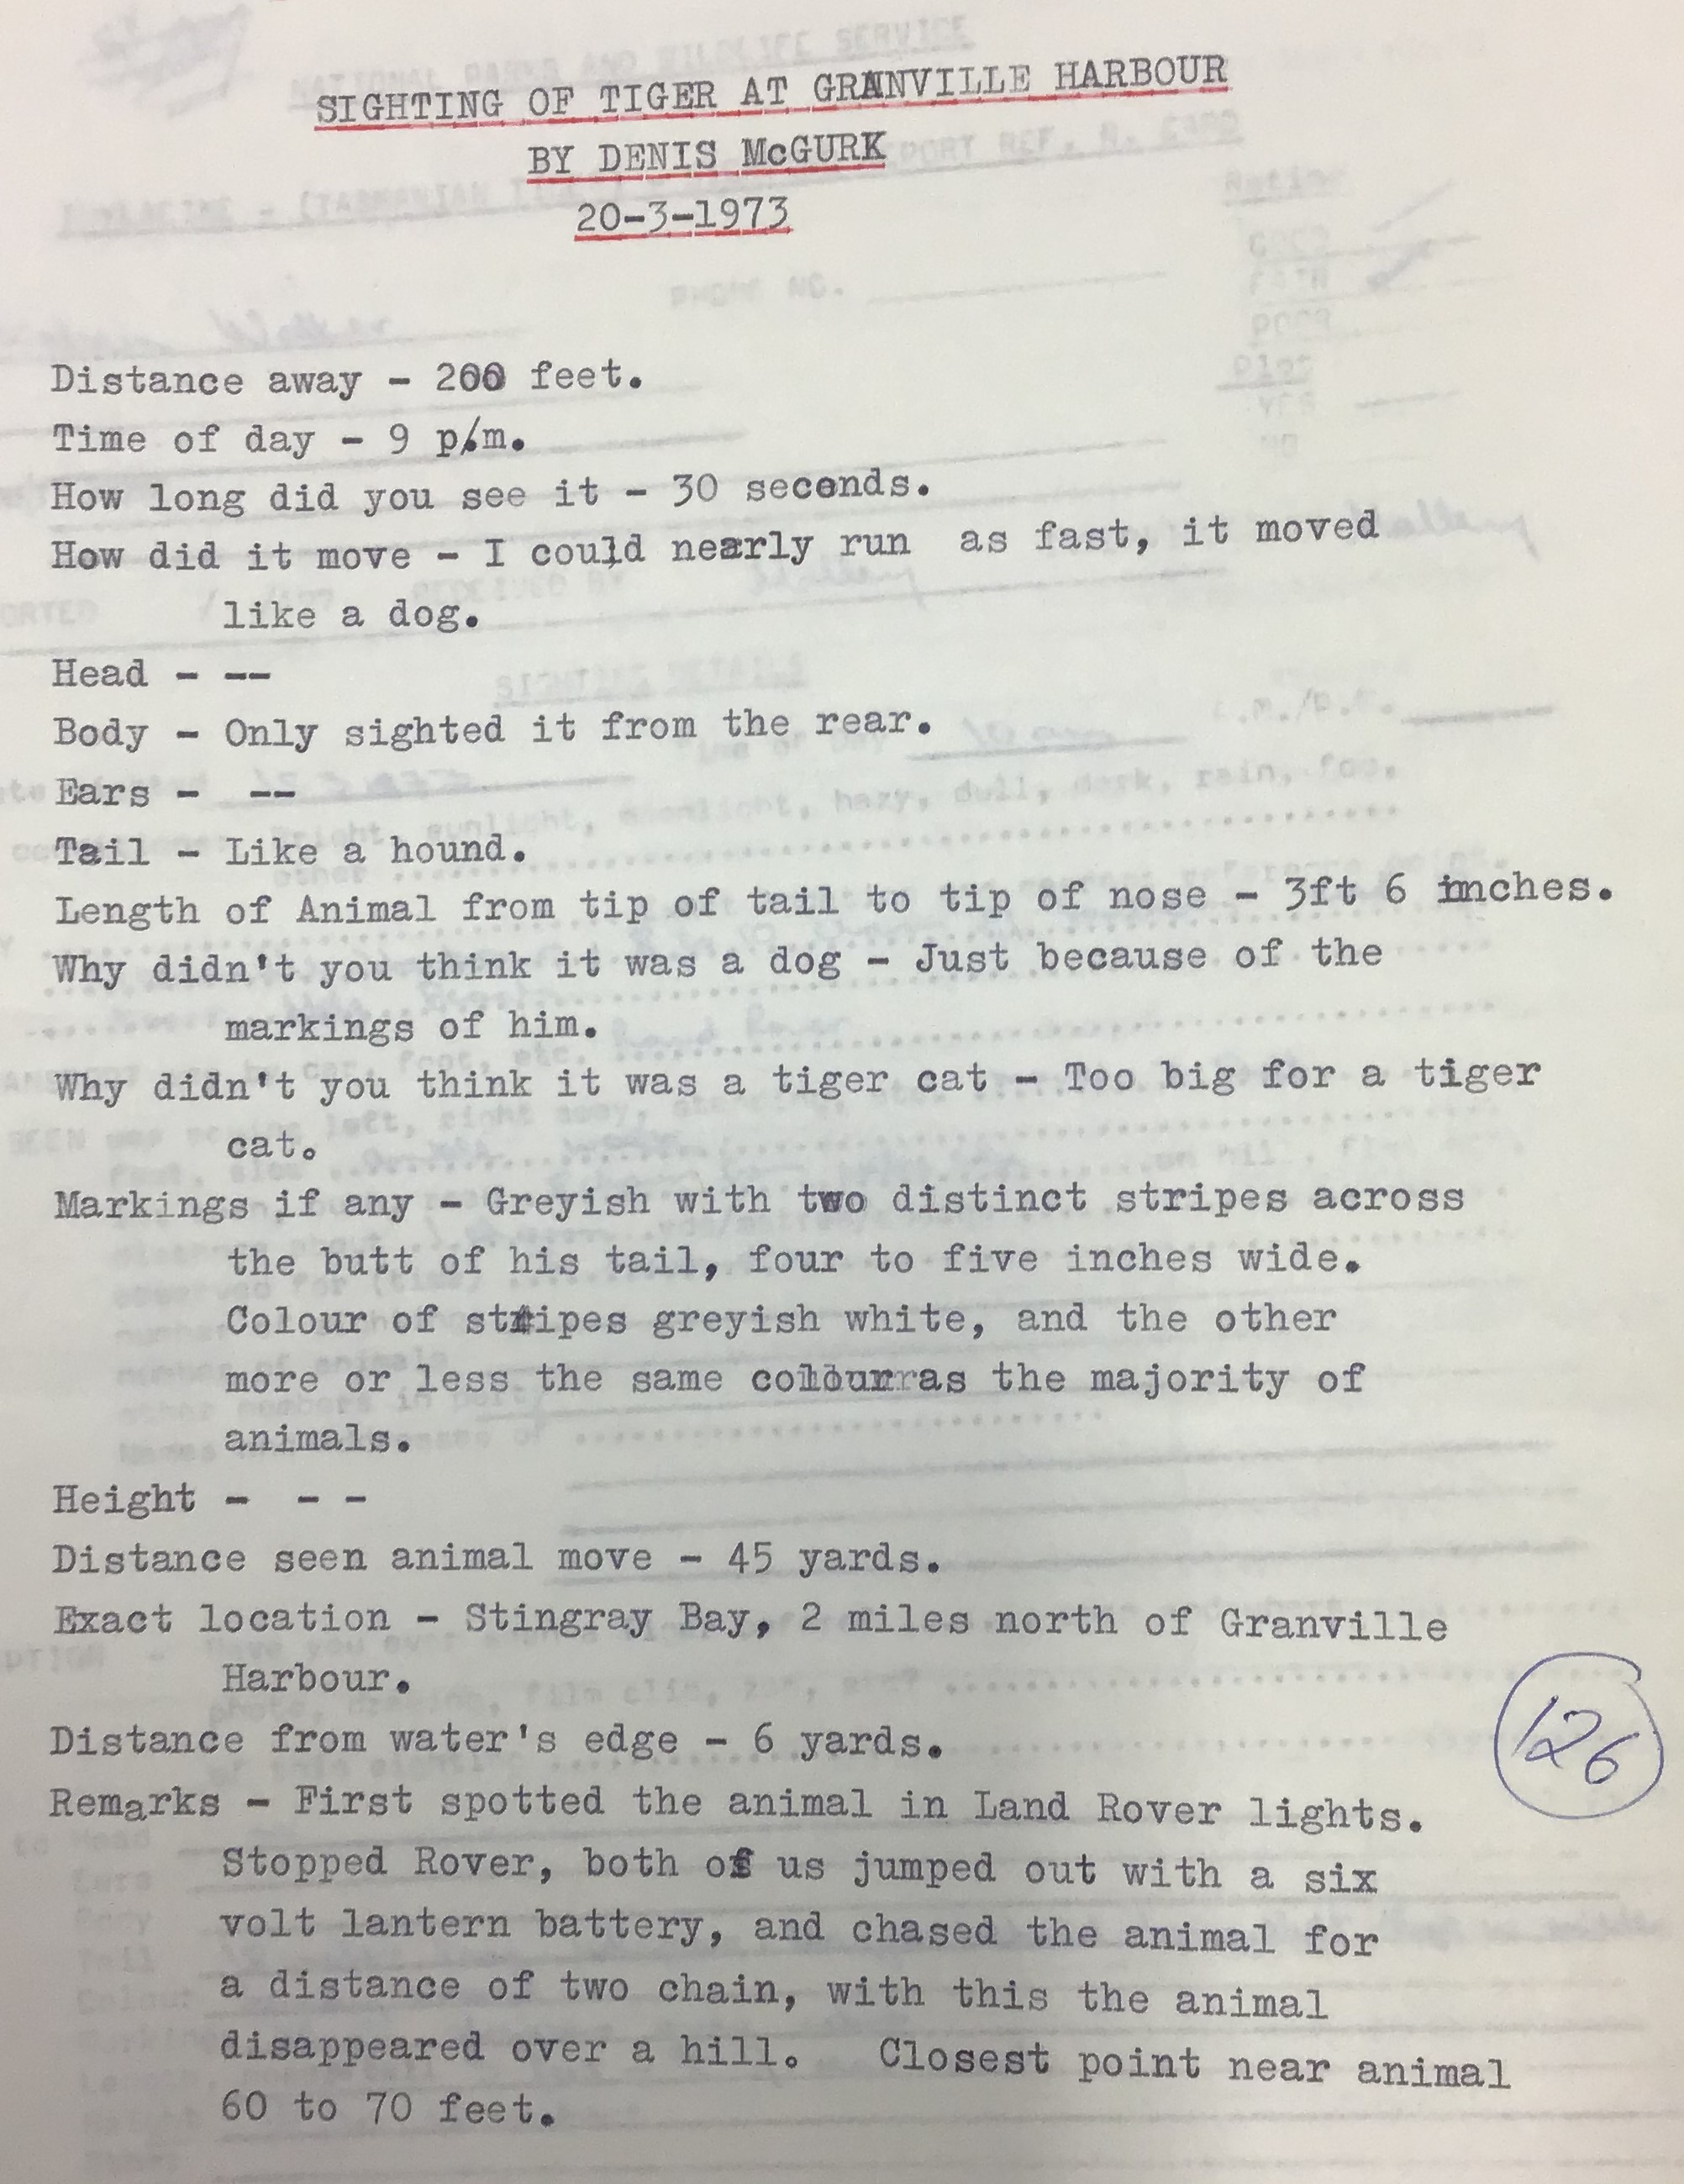 SIGHTING OF TIGER AT GRANVILLE HARBOUR
BY DENIS McGURK
20-3-1973
Distance away - 200 feet.
Time of day - 9 p/m.
How long did you see it - 30 seconds.
How did it move - I could nearly run as fast, it moved
like a dog.
Head - --
Body - Only sighted it from the rear.
Ears - --
Tail - Like a hound.
Length of Animal from tip of tail to tip of nose - 3ft 6 inches.
Why didn't you think it was a dog - Just because of the
markings of him.
Why didn't you think it was a tiger cat - Too big for a tiger
cat.
Markings if any - Greyish with two distinct stripes across
the butt of his tail, four to five inches wide.
Colour of stripes greyish white, and the other
more or less the same colour as the majority of
animals.
Height - - -
Distance seen animal move - 45 yards.
Exact location - Stingray Bay, 2 miles north of Granville
Harbour.
Distance from water's edge - 6 yards.
126
Remarks - First spotted the animal in Land Rover lights.
Stopped Rover, both of us jumped out with a six
volt lantern battery, and chased the animal for
a distance of two chain, with this the animal
disappeared over a hill. Closest point near animal
60 to 70 feet.